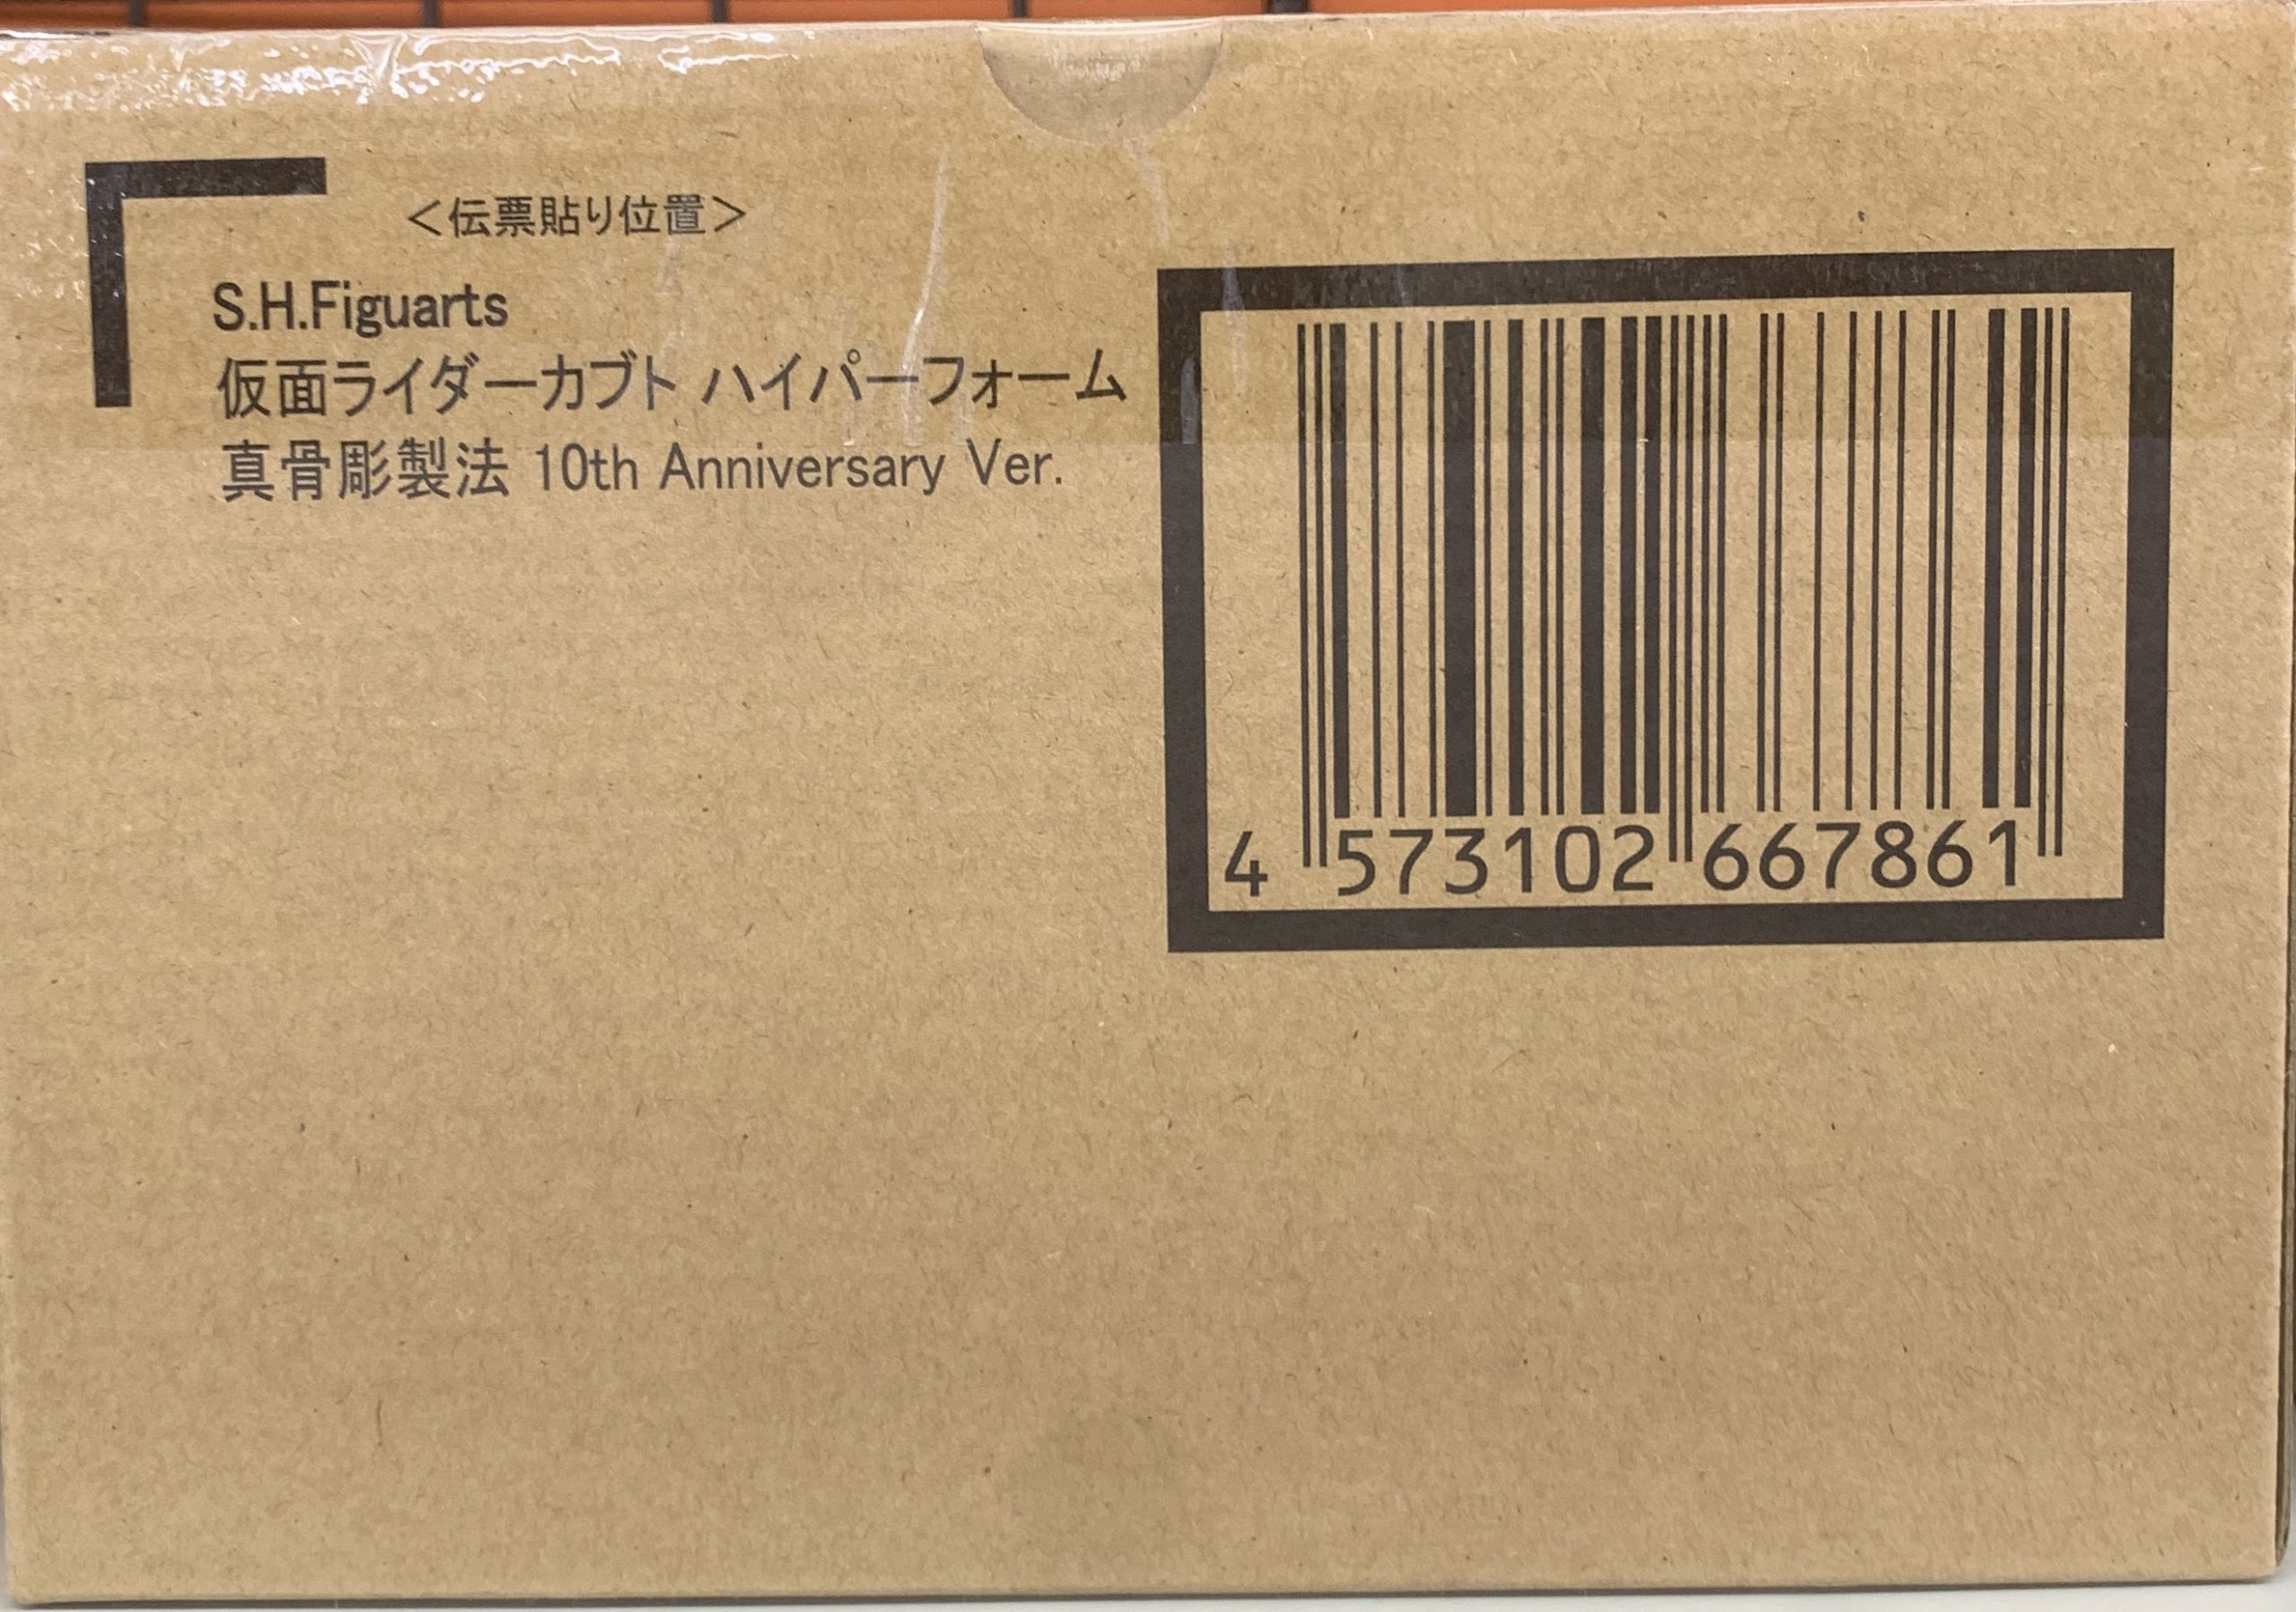 ＜伝票貼り位置＞
S.H.Figuarts
仮面ライダーカブト ハイパーフォーム
真骨彫製法 10th Anniversary Ver.
4 573102 667861